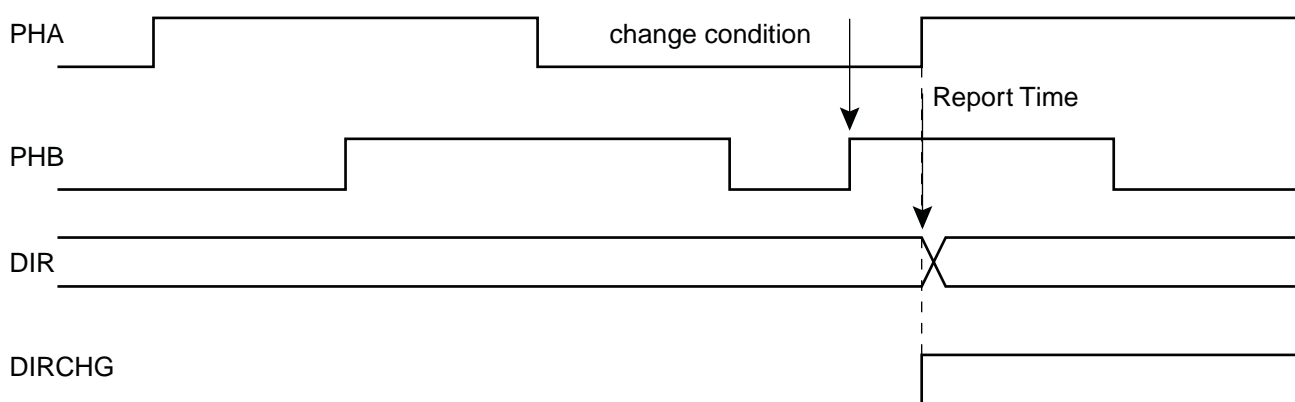 PHA
change condition
Report Time
PHB
DIR
DIRCHG